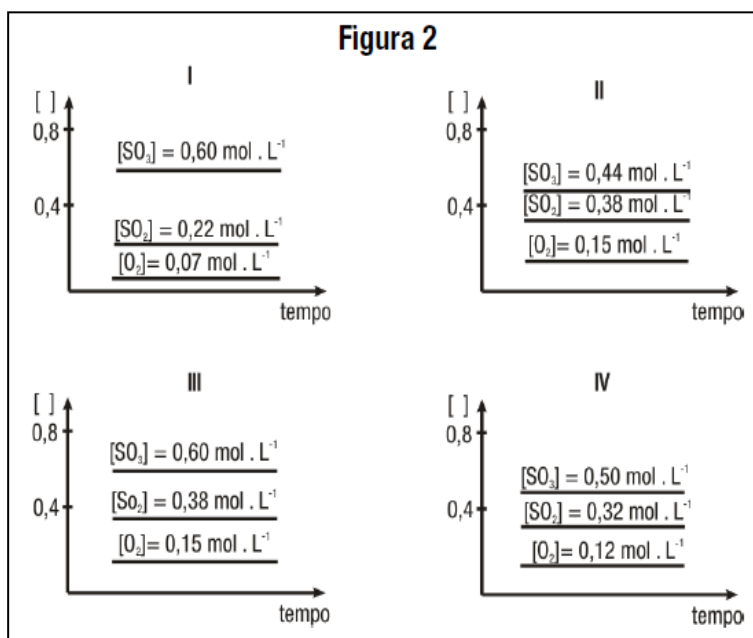 Figura 2
I
[ ]
0,8
[SO₃] = 0,60 mol . L⁻¹
0,4
[SO₂] = 0,22 mol . L⁻¹
[O₂]= 0,07 mol . L⁻¹
tempo
II
[ ]
0,8
[SO₃] = 0,44 mol . L⁻¹
0,4
[SO₂] = 0,38 mol . L⁻¹
[O₂]= 0,15 mol . L⁻¹
tempo
III
[ ]
0,8
[SO₃] = 0,60 mol . L⁻¹
0,4
[So₂] = 0,38 mol . L⁻¹
[O₂]= 0,15 mol . L⁻¹
tempo
IV
[ ]
0,8
[SO₃] = 0,50 mol . L⁻¹
0,4
[SO₂] = 0,32 mol . L⁻¹
[O₂]= 0,12 mol . L⁻¹
tempo